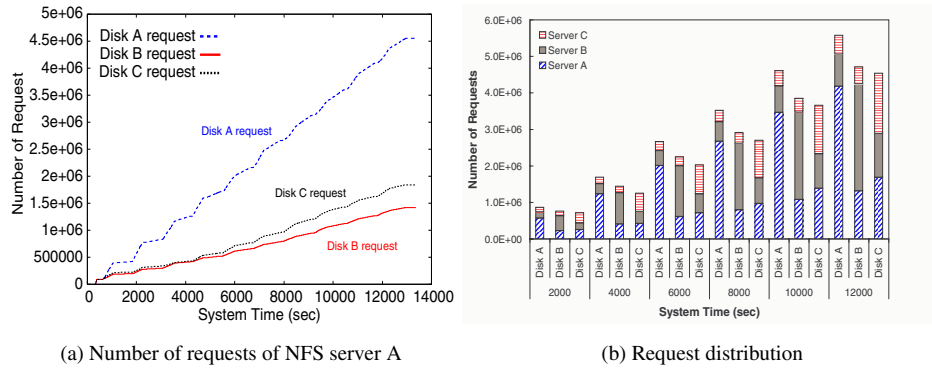 5e+06
4.5e+06
4e+06
3.5e+06
3e+06
2.5e+06
2e+06
1.5e+06
1e+06
500000
0
Number of Request
Disk A request
Disk B request
Disk C request
Disk A request
Disk C request
Disk B request
0 2000 4000 6000 8000 10000 12000 14000
System Time (sec)
(a) Number of requests of NFS server A
6.0E+06
5.0E+06
4.0E+06
3.0E+06
2.0E+06
1.0E+06
0.0E+00
Number of Requests
Server C
Server B
Server A
Disk A Disk B Disk C Disk A Disk B Disk C Disk A Disk B Disk C Disk A Disk B Disk C Disk A Disk B Disk C Disk A Disk B Disk C
2000 4000 6000 8000 10000 12000
System Time (sec)
(b) Request distribution